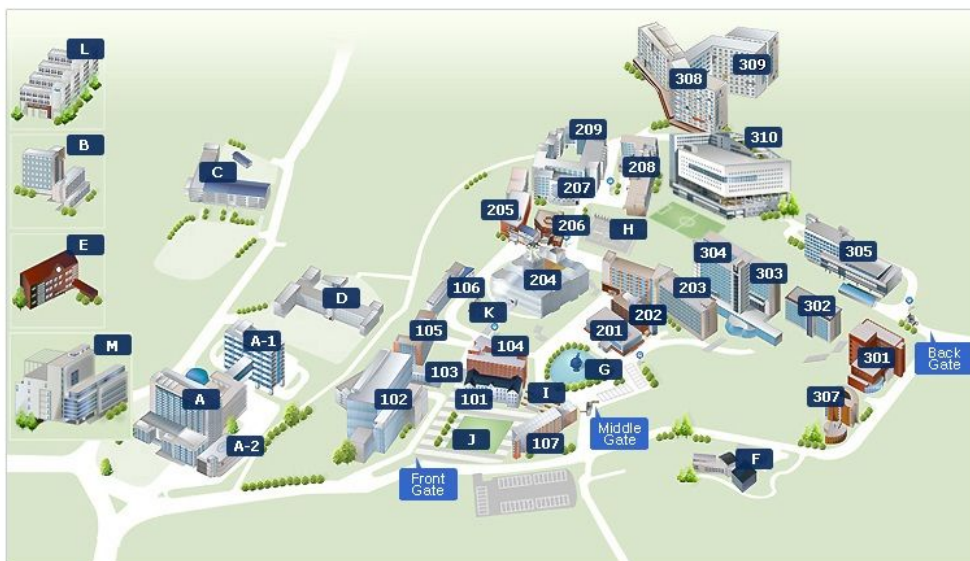 L
B
E
M
C
D
A-1
A
A-2
308
309
310
209
208
207
205
206
H
204
106
K
105
104
103
101
102
I
J
107
G
201
202
203
304
303
302
305
301
307
F
Front
Gate
Middle
Gate
Back
Gate